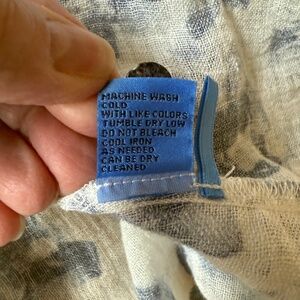 MACHINE WASH
COLD
WITH LIKE COLORS
TUMBLE DRY LOW
DO NOT BLEACH
COOL IRON
AS NEEDED
CAN BE DRY
CLEANED